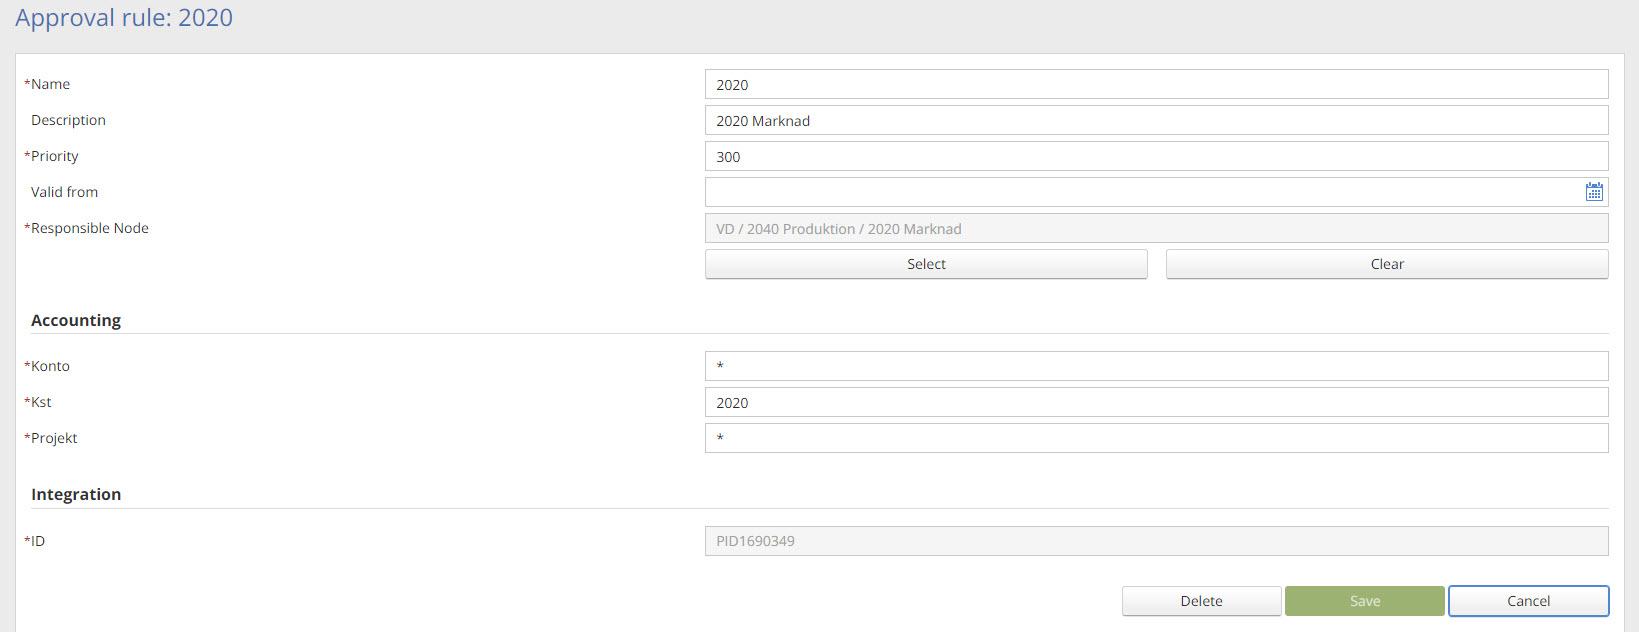 Approval rule: 2020
*Name 2020
Description 2020 Marknad
*Priority 300
Valid from
*Responsible Node VD / 2040 Produktion / 2020 Marknad
Select Clear
Accounting
*Konto *
*Kst 2020
*Projekt *
Integration
*ID PID1690349
Delete Save Cancel